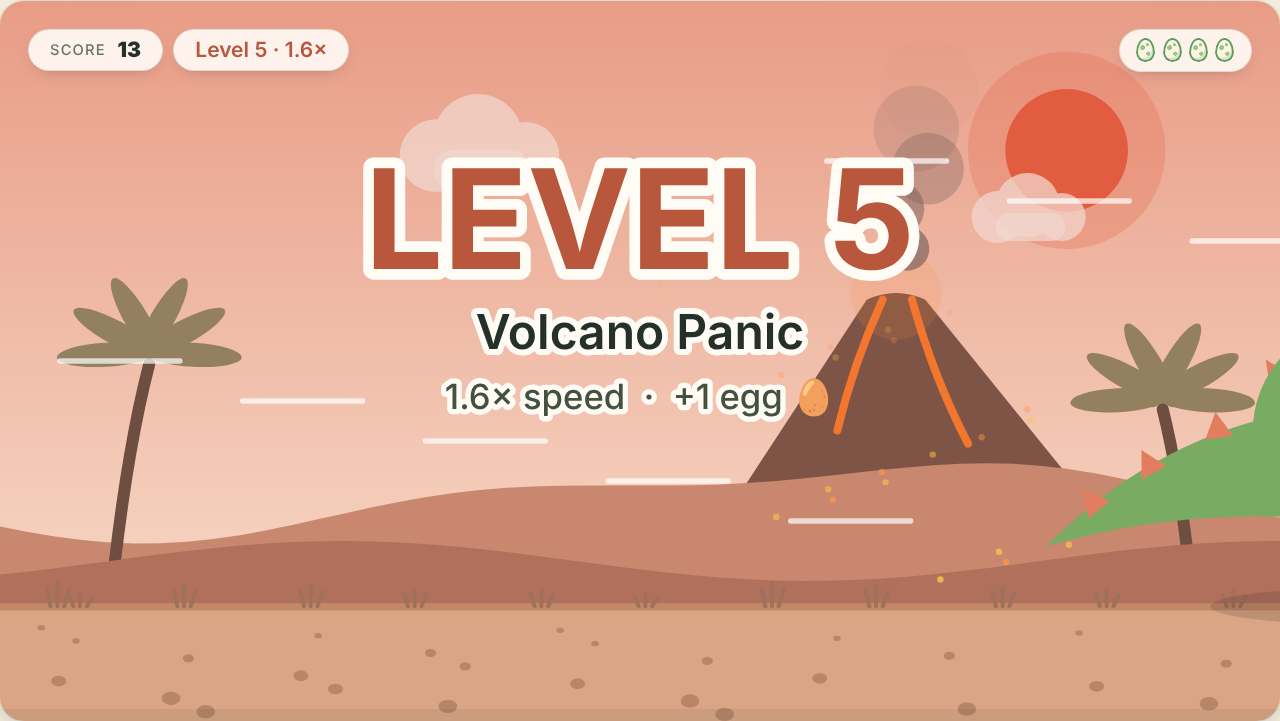 SCORE 13
Level 5 · 1.6×
LEVEL 5
Volcano Panic
1.6× speed · +1 egg